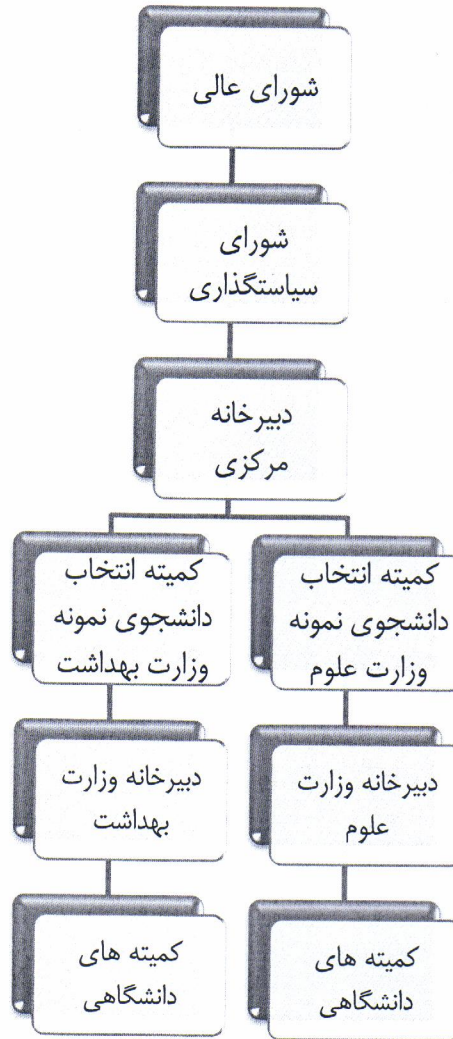 شورای عالی
شورای
سیاستگذاری
دبیرخانه
مرکزی
کمیته انتخاب
دانشجوی نمونه
وزارت علوم
کمیته انتخاب
دانشجوی نمونه
وزارت بهداشت
دبیرخانه وزارت
علوم
دبیرخانه وزارت
بهداشت
کمیته های
دانشگاهی
کمیته های
دانشگاهی